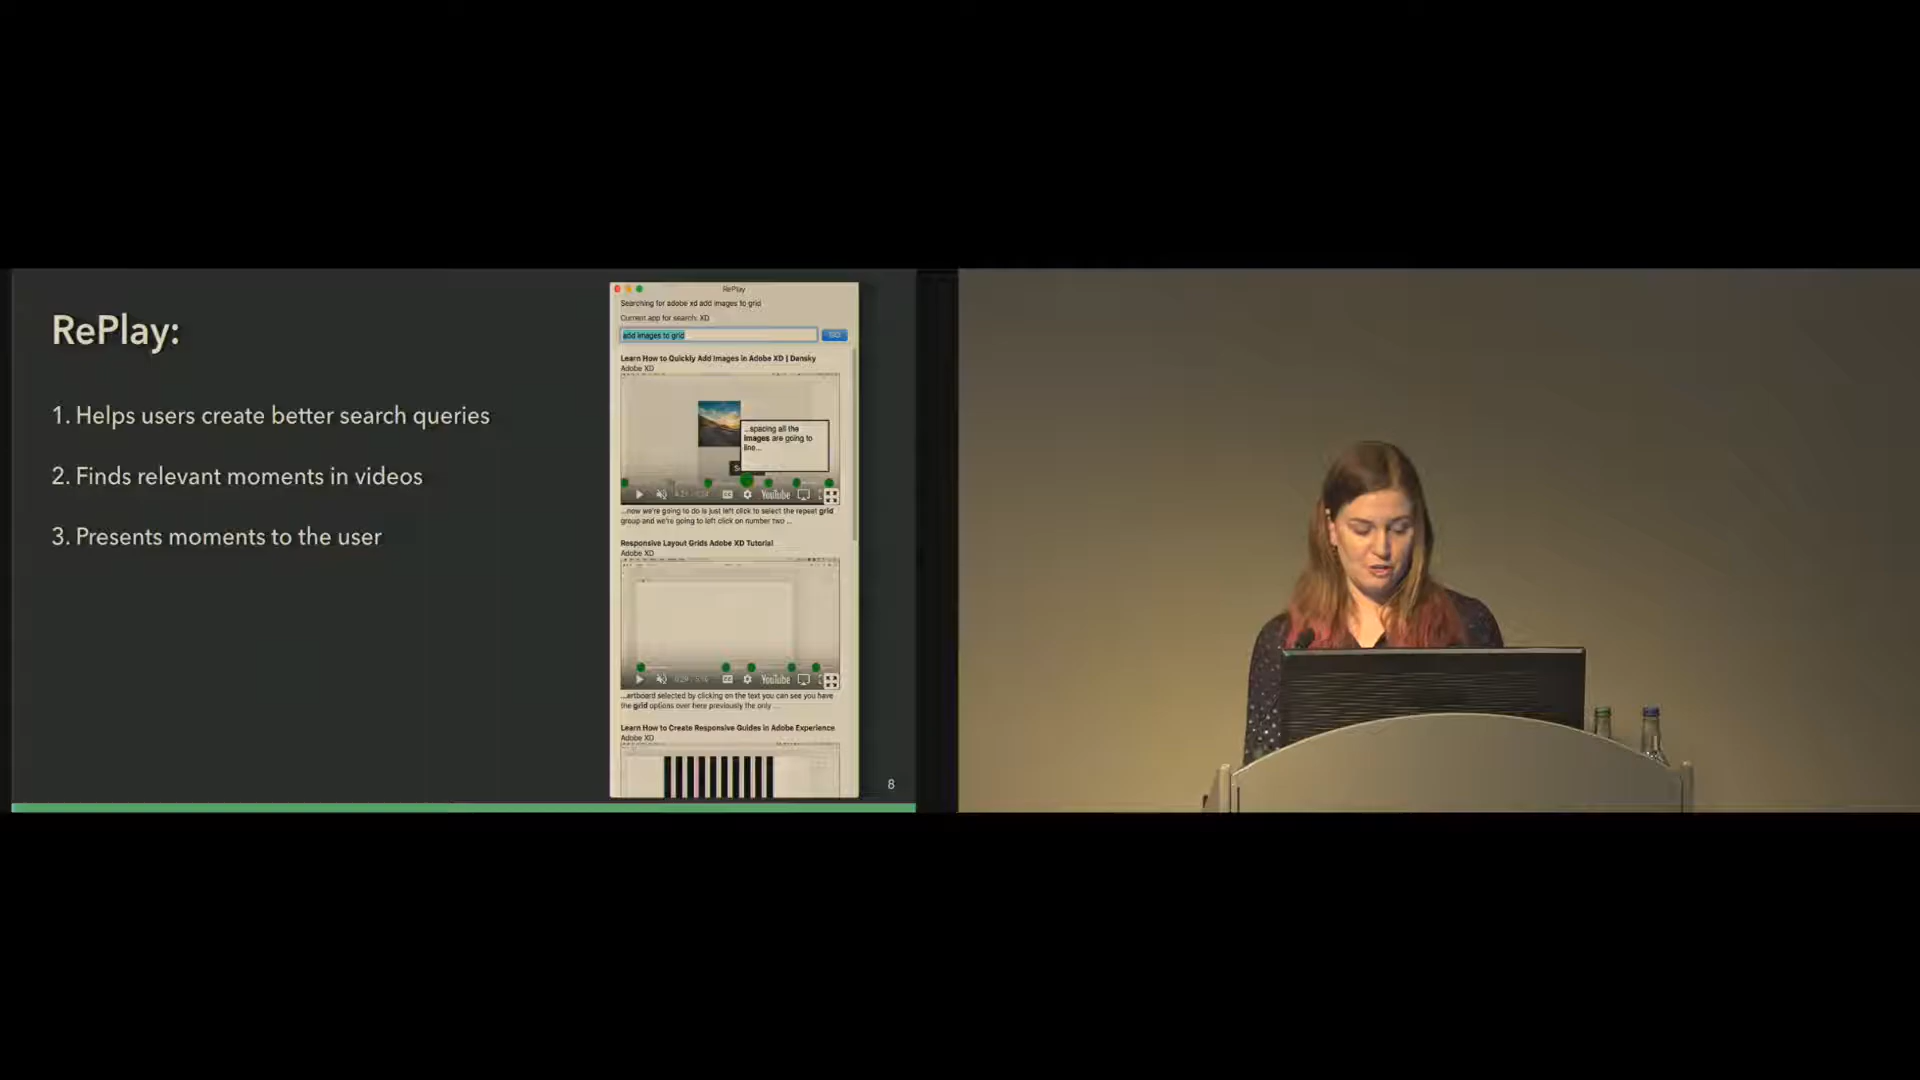 RePlay:
1. Helps users create better search queries
2. Finds relevant moments in videos
3. Presents moments to the user
RePlay
Searching for adobe xd add images to grid
Current app for search: XD
add images to grid
GO
Learn How to Quickly Add Images in Adobe XD | Dansky
Adobe XD
...spacing all the
images are going to
line...
YouTube
...now we're going to do is just left click to select the repeat grid
group and we're going to left click on number two ...
Responsive Layout Grids Adobe XD Tutorial
Adobe XD
YouTube
...artboard selected by clicking on the text you can see you have
the grid options over here previously the only ...
Learn How to Create Responsive Guides in Adobe Experience
Adobe XD
8